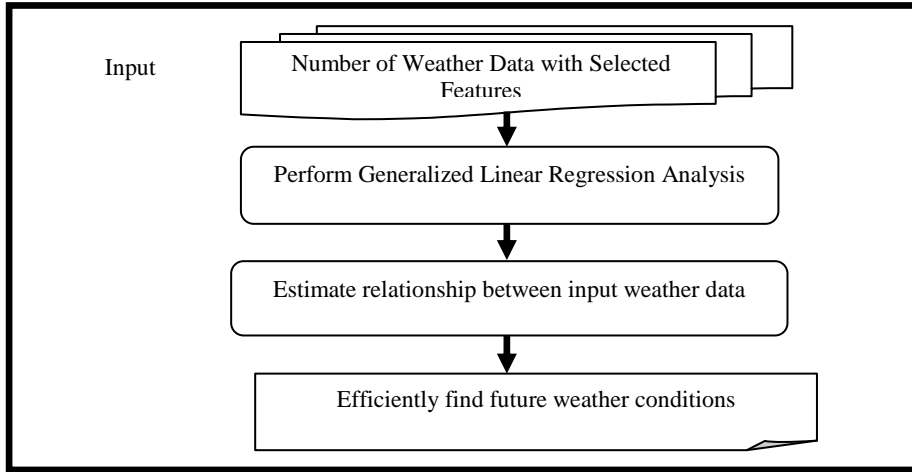 Input
Number of Weather Data with Selected
Features
Perform Generalized Linear Regression Analysis
Estimate relationship between input weather data
Efficiently find future weather conditions